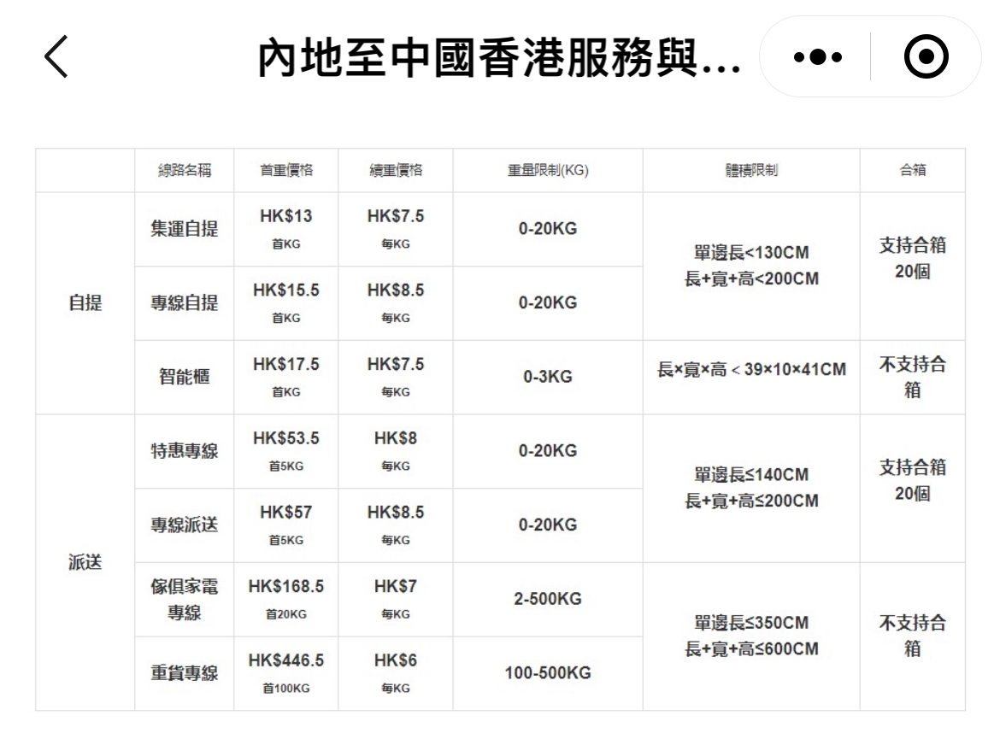 內地至中國香港服務與...
線路名稱 首重價格 續重價格 重量限制(KG) 體積限制 合箱
自提
集運自提 HK$13 首KG HK$7.5 每KG 0-20KG
單邊長<130CM
長+寬+高<200CM
支持合箱
20個
專線自提 HK$15.5 首KG HK$8.5 每KG 0-20KG
智能櫃 HK$17.5 首KG HK$7.5 每KG 0-3KG
長×寬×高 < 39×10×41CM
不支持合
箱
派送
特惠專線 HK$53.5 首5KG HK$8 每KG 0-20KG
單邊長≤140CM
長+寬+高≤200CM
支持合箱
20個
專線派送 HK$57 首5KG HK$8.5 每KG 0-20KG
傢俱家電
專線
HK$168.5 首20KG HK$7 每KG 2-500KG
單邊長≤350CM
長+寬+高≤600CM
不支持合
箱
重貨專線 HK$446.5 首100KG HK$6 每KG 100-500KG